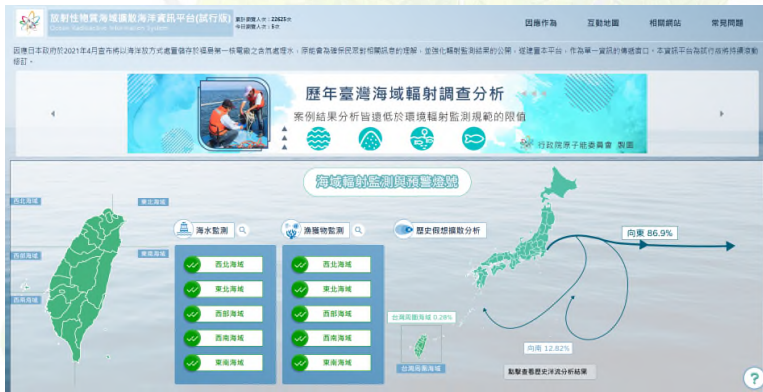 放射性物質海域擴散海洋資訊平台(試行版)
累計瀏覽人次：22625次
今日瀏覽人次：5次
Ocean Radioactive Information System
因應作為
互動地圖
相關網站
常見問題
因應日本政府於2021年4月宣布將以海洋放方式處置儲存於福島第一核電廠之含氚處理水，原能會為確保民眾對相關訊息的理解，並強化輻射監測結果的公開，逐建置本平台，作為單一資訊的傳遞窗口。本資訊平台為試行版將持續滾動
修訂。
歷年臺灣海域輻射調查分析
案例結果分析皆遠低於環境輻射監測規範的限值
行政院原子能委員會 製圖
海域輻射監測與預警燈號
西北海域
東北海域
西部海域
東南海域
西南海域
海水監測
漁獲物監測
歷史假想擴散分析
西北海域
東北海域
西部海域
西南海域
東南海域
西北海域
東北海域
西部海域
西南海域
東南海域
向東 86.9%
台灣周圍海域 0.28%
台灣周圍海域
向南 12.82%
點擊查看歷史洋流分析結果
?